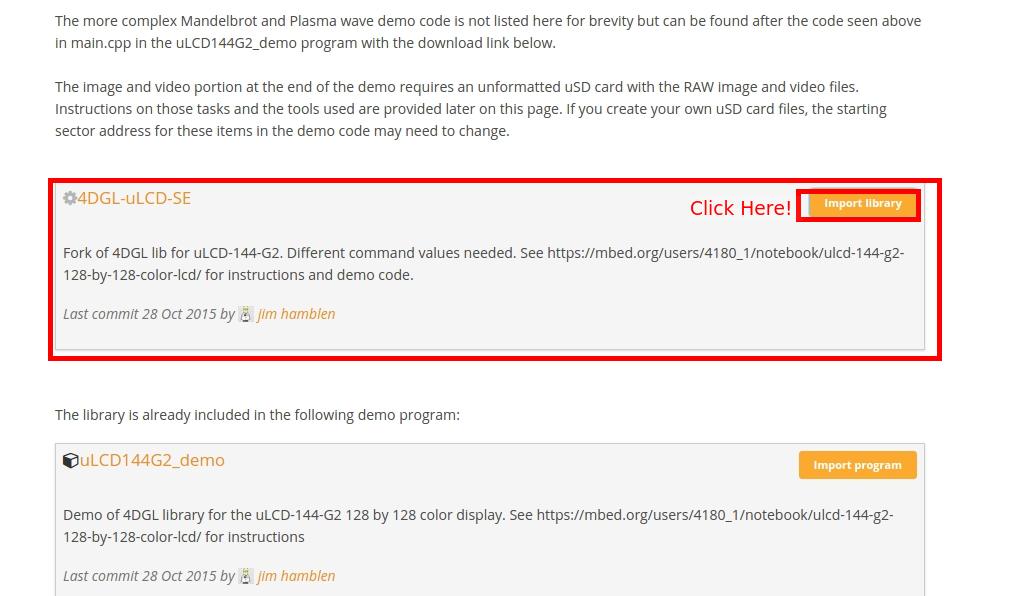 The more complex Mandelbrot and Plasma wave demo code is not listed here for brevity but can be found after the code seen above
in main.cpp in the uLCD144G2_demo program with the download link below.
The image and video portion at the end of the demo requires an unformatted uSD card with the RAW image and video files.
Instructions on those tasks and the tools used are provided later on this page. If you create your own uSD card files, the starting
sector address for these items in the demo code may need to change.
4DGL-uLCD-SE
Click Here!
Import library
Fork of 4DGL lib for uLCD-144-G2. Different command values needed. See https://mbed.org/users/4180_1/notebook/ulcd-144-g2-
128-by-128-color-lcd/ for instructions and demo code.
Last commit 28 Oct 2015 by jim hamblen
The library is already included in the following demo program:
uLCD144G2_demo
Import program
Demo of 4DGL library for the uLCD-144-G2 128 by 128 color display. See https://mbed.org/users/4180_1/notebook/ulcd-144-g2-
128-by-128-color-lcd/ for instructions
Last commit 28 Oct 2015 by jim hamblen